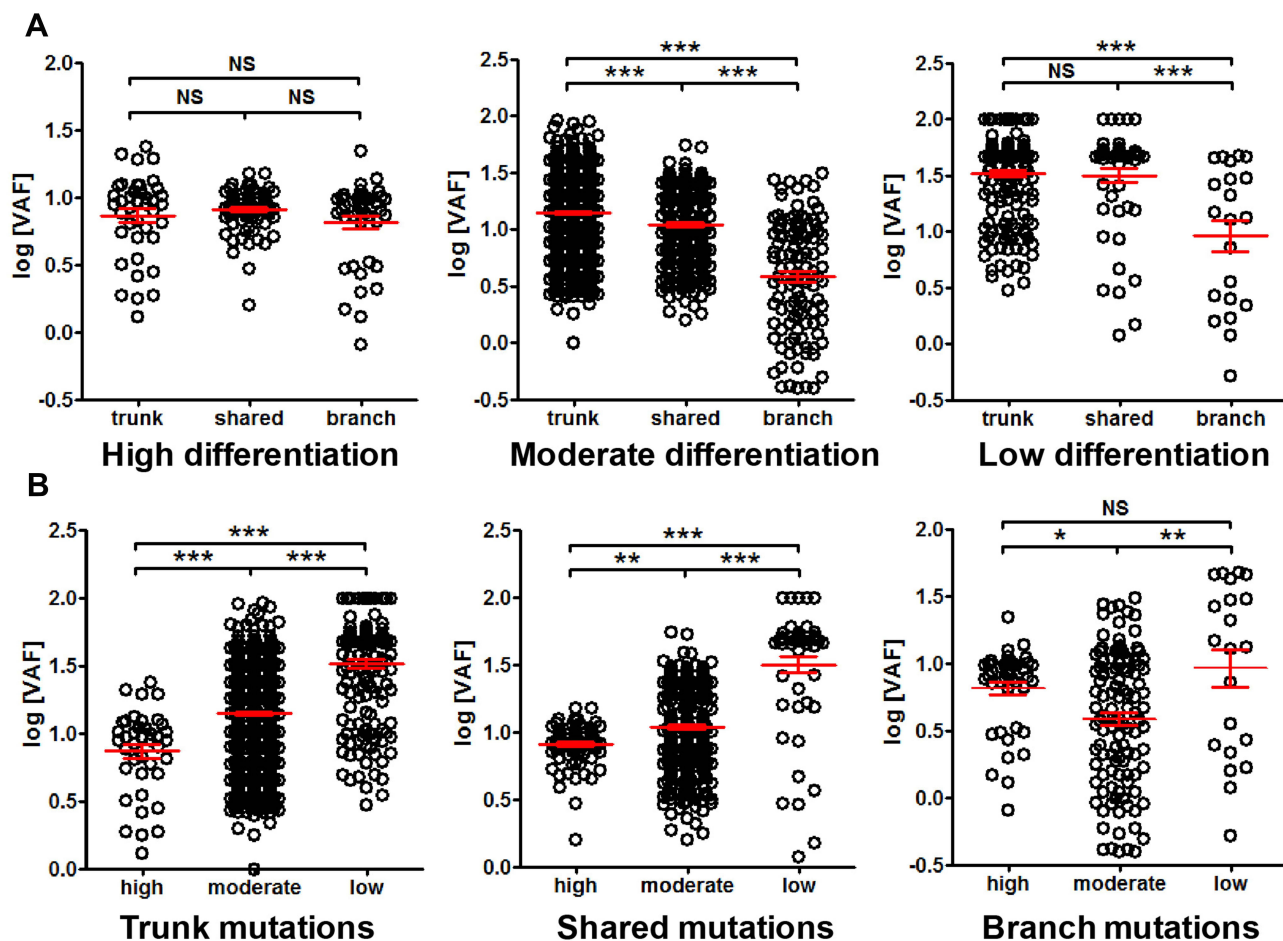 A
log [VAF]
2.0
1.5
1.0
0.5
0.0
-0.5
NS
NS
NS
trunk
shared
branch
High differentiation
log [VAF]
2.5
2.0
1.5
1.0
0.5
0.0
-0.5
***
***
***
trunk
shared
branch
Moderate differentiation
log [VAF]
2.5
2.0
1.5
1.0
0.5
0.0
-0.5
***
NS
***
trunk
shared
branch
Low differentiation
B
log [VAF]
2.5
2.0
1.5
1.0
0.5
0.0
***
***
***
high
moderate
low
Trunk mutations
log [VAF]
2.5
2.0
1.5
1.0
0.5
0.0
***
**
***
high
moderate
low
Shared mutations
log [VAF]
2.0
1.5
1.0
0.5
0.0
-0.5
NS
*
**
high
moderate
low
Branch mutations